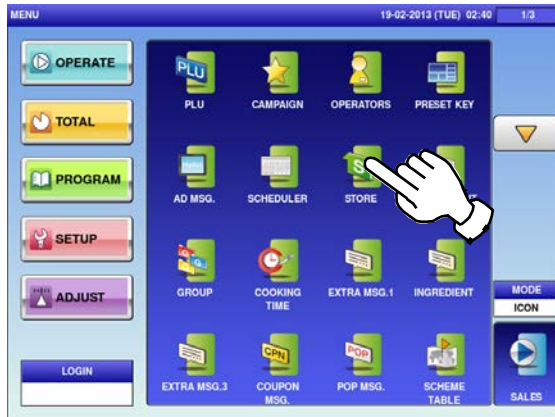 MENU 19-02-2013 (TUE) 02:40 1/3
OPERATE
TOTAL
PROGRAM
SETUP
ADJUST
LOGIN
PLU
PLU CAMPAIGN OPERATORS PRESET KEY
Hello
AD MSG. SCHEDULER STORE
GROUP COOKING TIME EXTRA MSG.1 INGREDIENT
CPN POP
EXTRA MSG.3 COUPON MSG. POP MSG. SCHEME TABLE
MODE
ICON
SALES